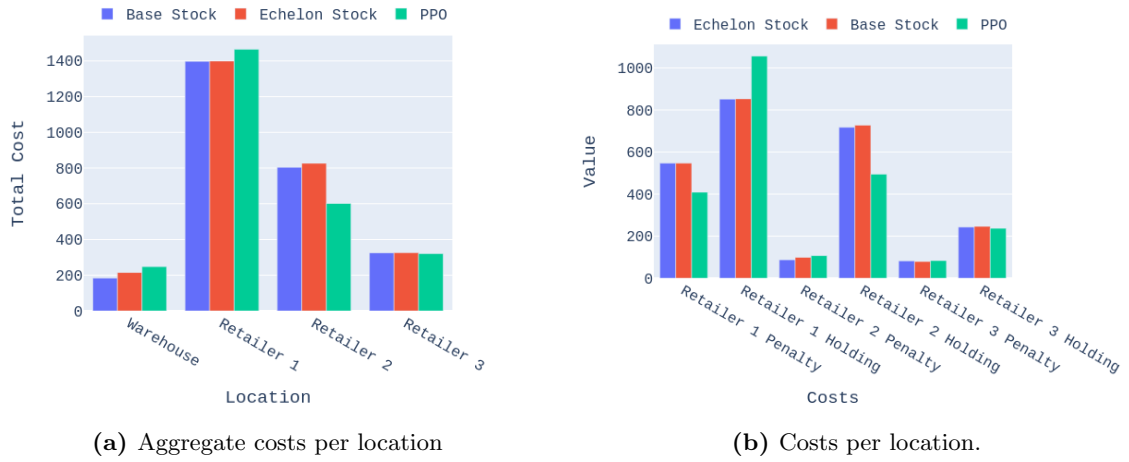 Base Stock Echelon Stock PPO
Total Cost
1400
1200
1000
800
600
400
200
0
Warehouse
Retailer 1
Retailer 2
Retailer 3
Location
(a) Aggregate costs per location
Echelon Stock Base Stock PPO
Value
1000
800
600
400
200
0
Retailer 1 Penalty
Retailer 1 Holding
Retailer 2 Penalty
Retailer 2 Holding
Retailer 3 Penalty
Retailer 3 Holding
Costs
(b) Costs per location.